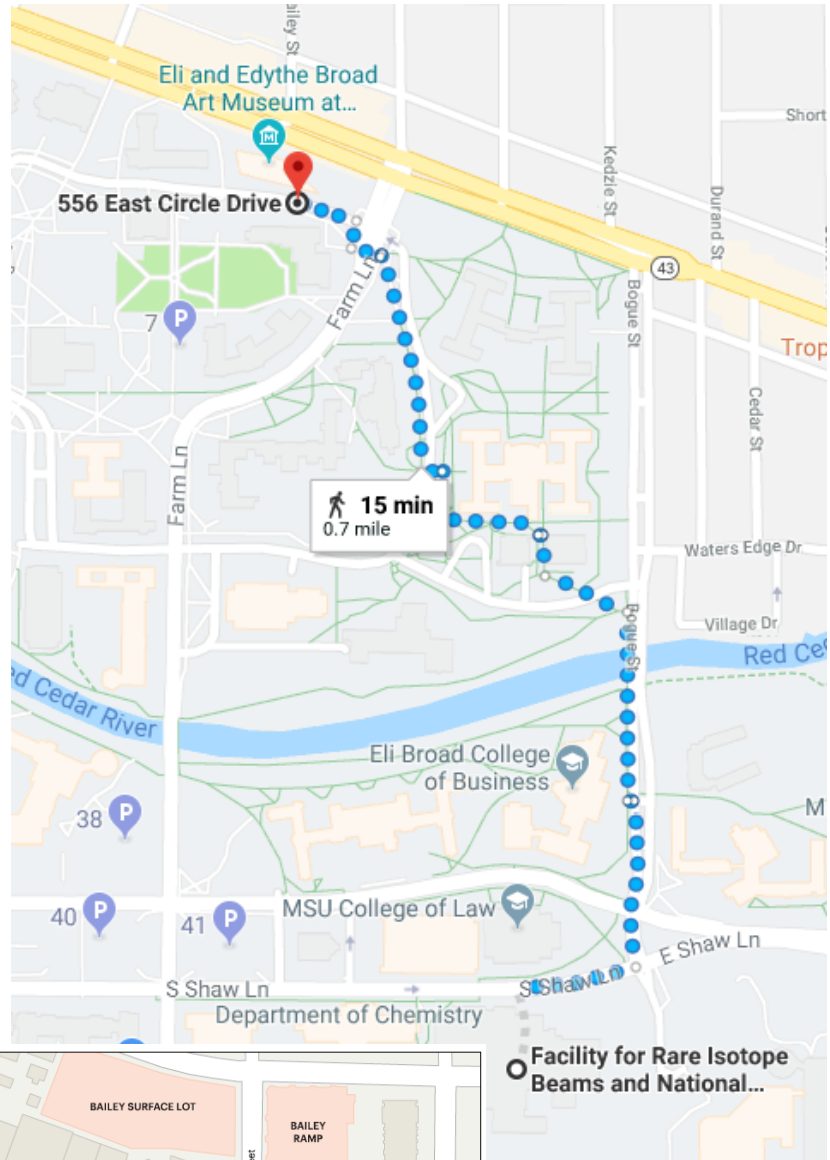 ailey St
Eli and Edythe Broad
Art Museum at...
Short
Kedzie St
Durand St
556 East Circle Drive
43
Farm Ln
Bogue St
7
P
Trop
Cedar St
Farm Ln
15 min
0.7 mile
Waters Edge Dr
Bogue St
Village Dr
Red Ce
ed Cedar River
Eli Broad College
of Business
38
P
M
MSU College of Law
40
P
41
P
E Shaw Ln
S Shaw Ln
S Shaw Ln
Department of Chemistry
Facility for Rare Isotope
Beams and National...
BAILEY SURFACE LOT
BAILEY
RAMP
eet